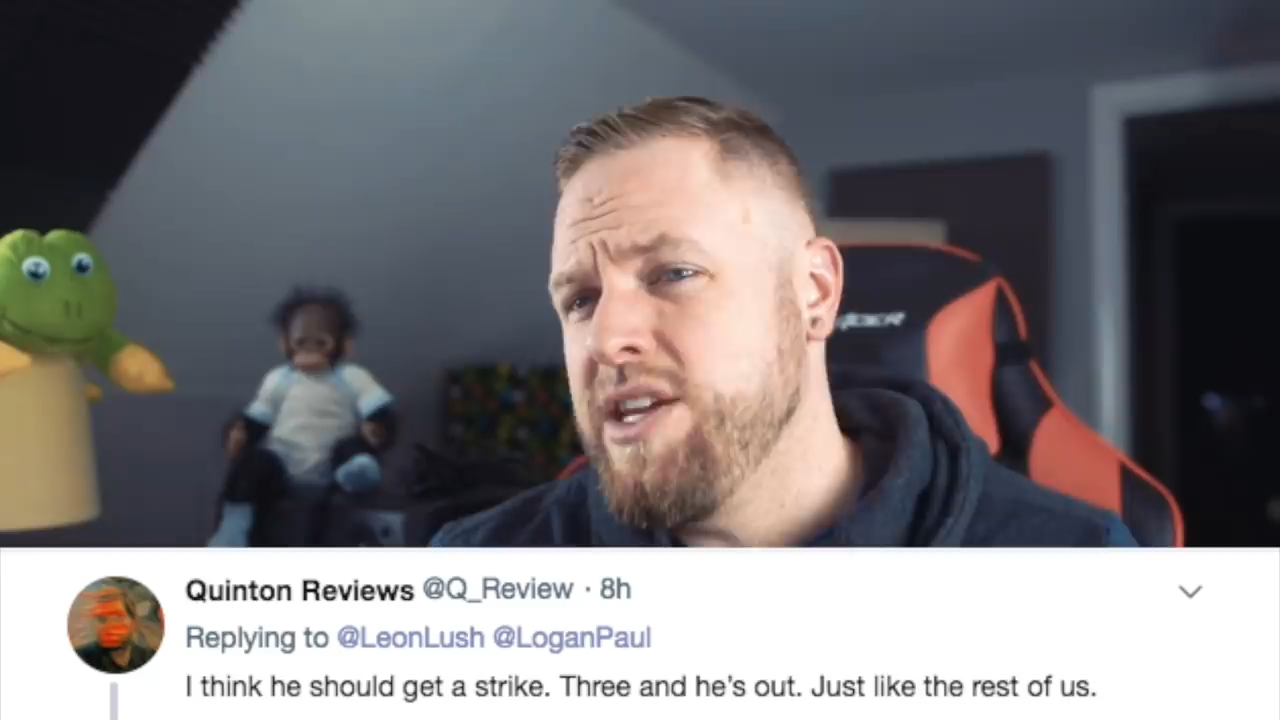 Quinton Reviews @Q_Review · 8h
Replying to @LeonLush @LoganPaul
I think he should get a strike. Three and he's out. Just like the rest of us.